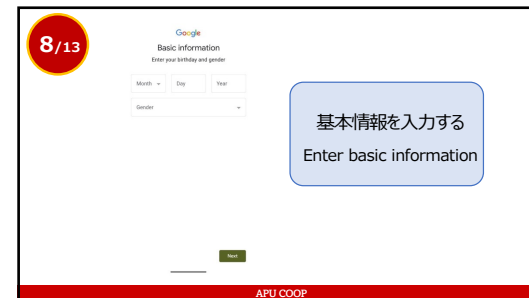 8/13
Google
Basic information
Enter your birthday and gender
Month
Day
Year
Gender
Next
基本情報を入力する
Enter basic information
APU COOP